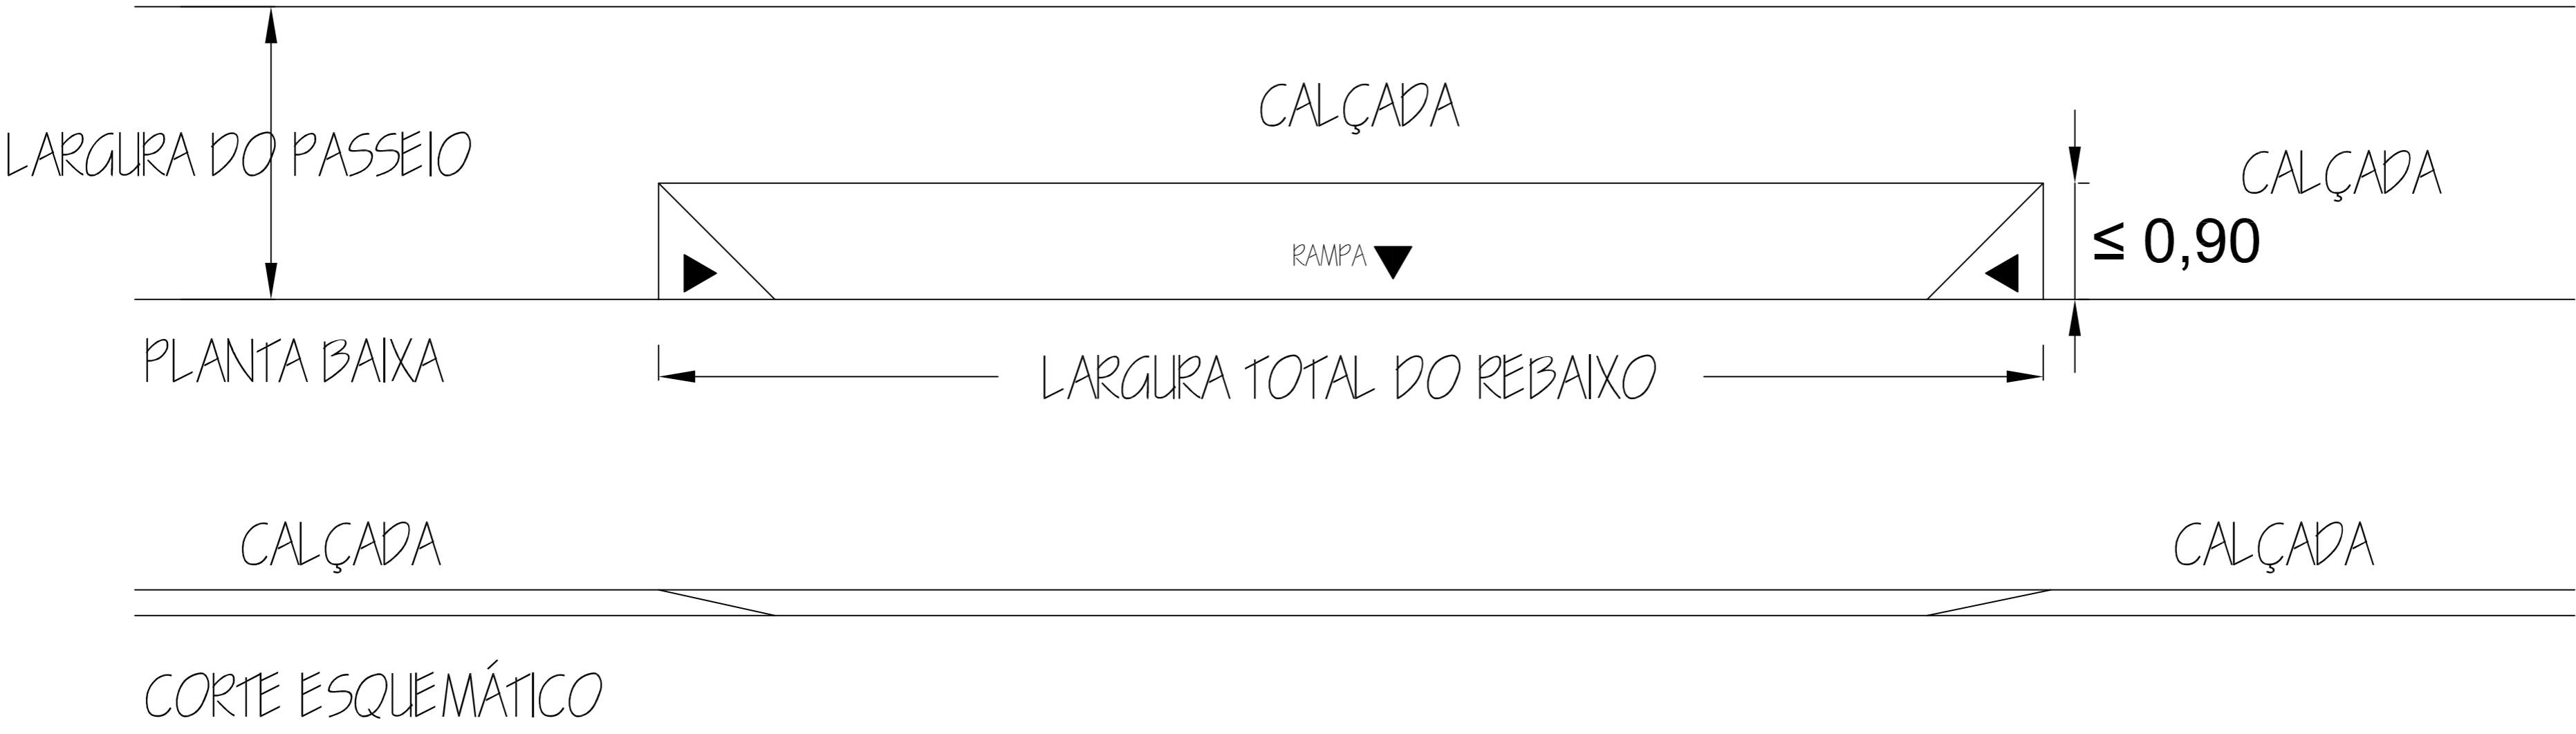 CALÇADA
LARGURA DO PASSEIO
CALÇADA
≤ 0,90
RAMPA
PLANTA BAIXA
LARGURA TOTAL DO REBAIXO
CALÇADA
CALÇADA
CORTE ESQUEMÁTICO